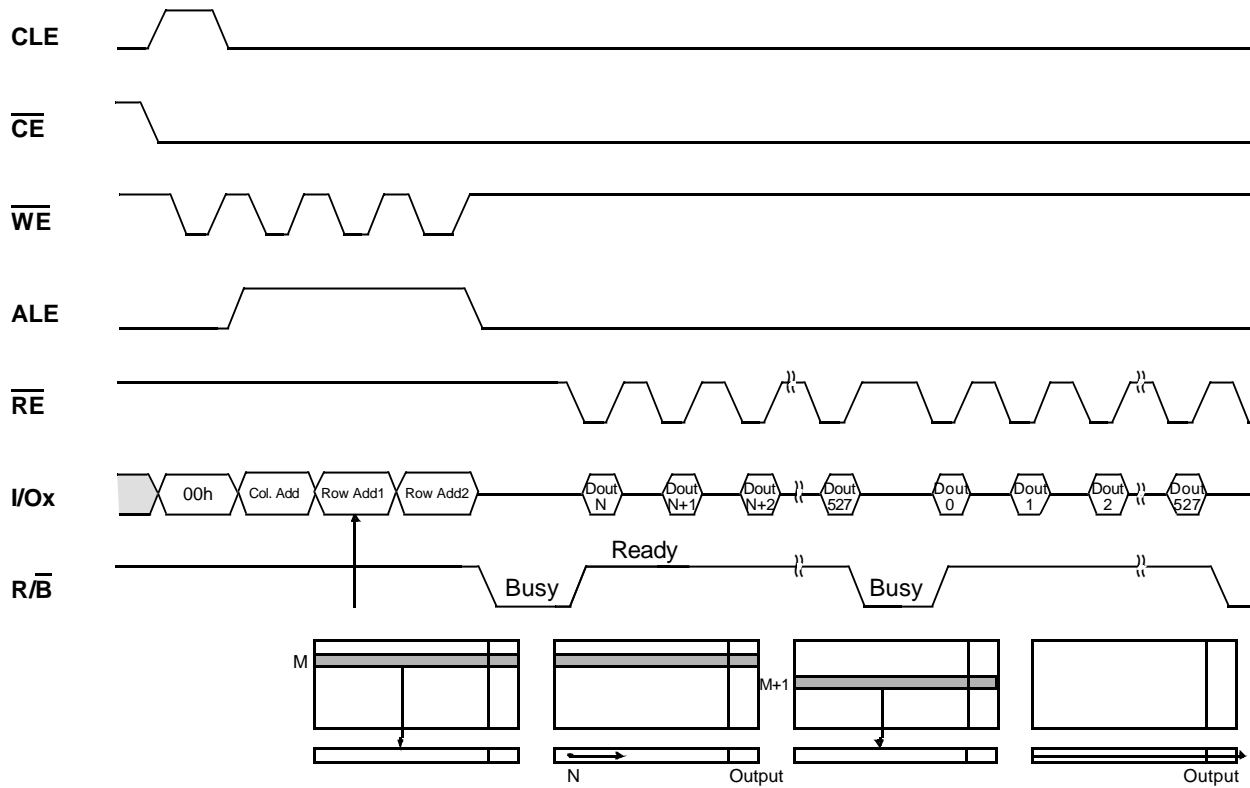 CLE
CE
WE
ALE
RE
I/Ox
00h
Col. Add
Row Add1
Row Add2
Dout
N
Dout
N+1
Dout
N+2
Dout
527
Dout
0
Dout
1
Dout
2
Dout
527
R/B
Busy
Ready
Busy
M
M+1
N
Output
Output